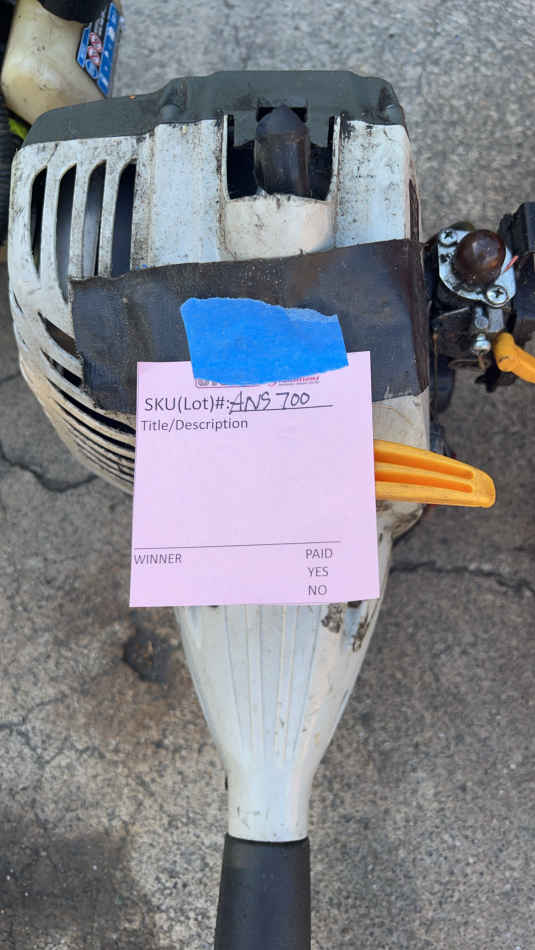 SKU(Lot)#: ANS 700
Title/Description
WINNER
PAID
YES
NO